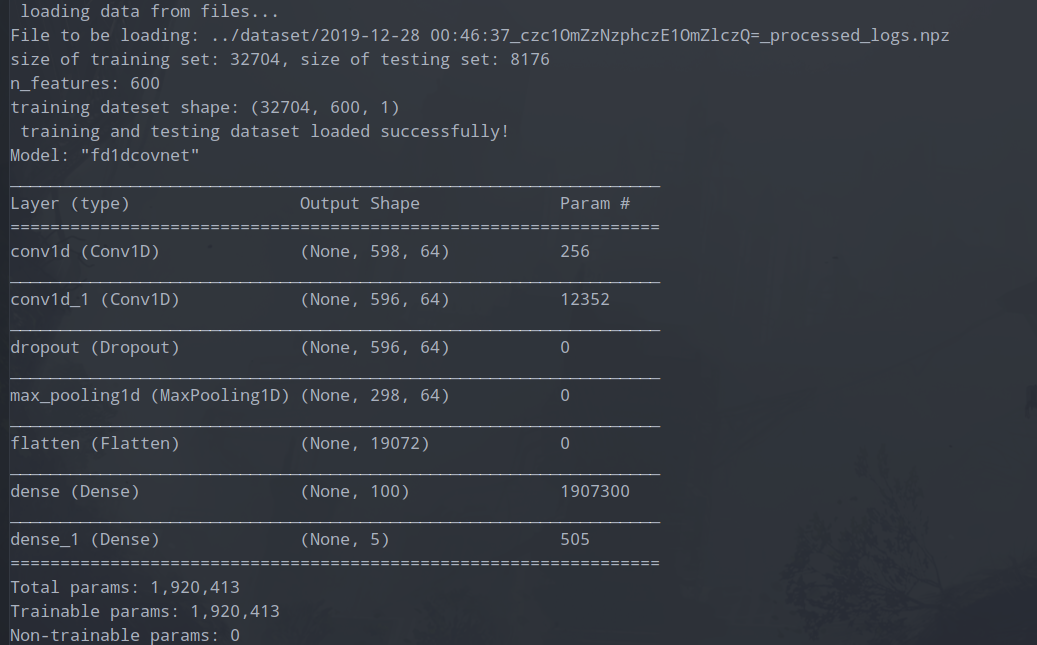 loading data from files...
File to be loading: ../dataset/2019-12-28 00:46:37_czc1OmZzNzphczE1OmZlczQ=_processed_logs.npz
size of training set: 32704, size of testing set: 8176
n_features: 600
training dateset shape: (32704, 600, 1)
training and testing dataset loaded successfully!
Model: "fd1dcovnet"
_________________________________________________________________
Layer (type)                 Output Shape              Param #
=================================================================
conv1d (Conv1D)              (None, 598, 64)           256
_________________________________________________________________
conv1d_1 (Conv1D)            (None, 596, 64)           12352
_________________________________________________________________
dropout (Dropout)            (None, 596, 64)           0
_________________________________________________________________
max_pooling1d (MaxPooling1D) (None, 298, 64)           0
_________________________________________________________________
flatten (Flatten)            (None, 19072)             0
_________________________________________________________________
dense (Dense)                (None, 100)               1907300
_________________________________________________________________
dense_1 (Dense)              (None, 5)                 505
=================================================================
Total params: 1,920,413
Trainable params: 1,920,413
Non-trainable params: 0